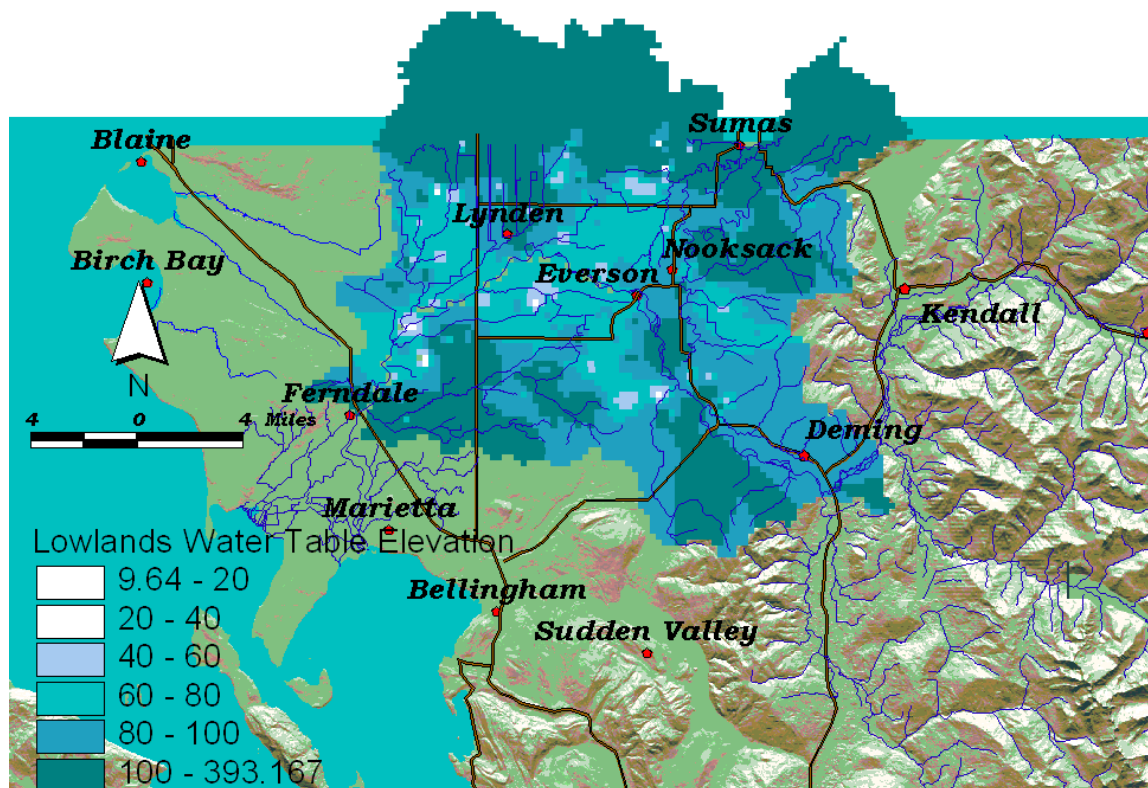 Blaine
Sumas
Lynden
Nooksack
Birch Bay
Everson
Kendall
N
Ferndale
4 0 4 Miles
Deming
Marietta
Lowlands Water Table Elevation
9.64 - 20
20 - 40
40 - 60
60 - 80
80 - 100
100 - 393.167
Bellingham
Sudden Valley